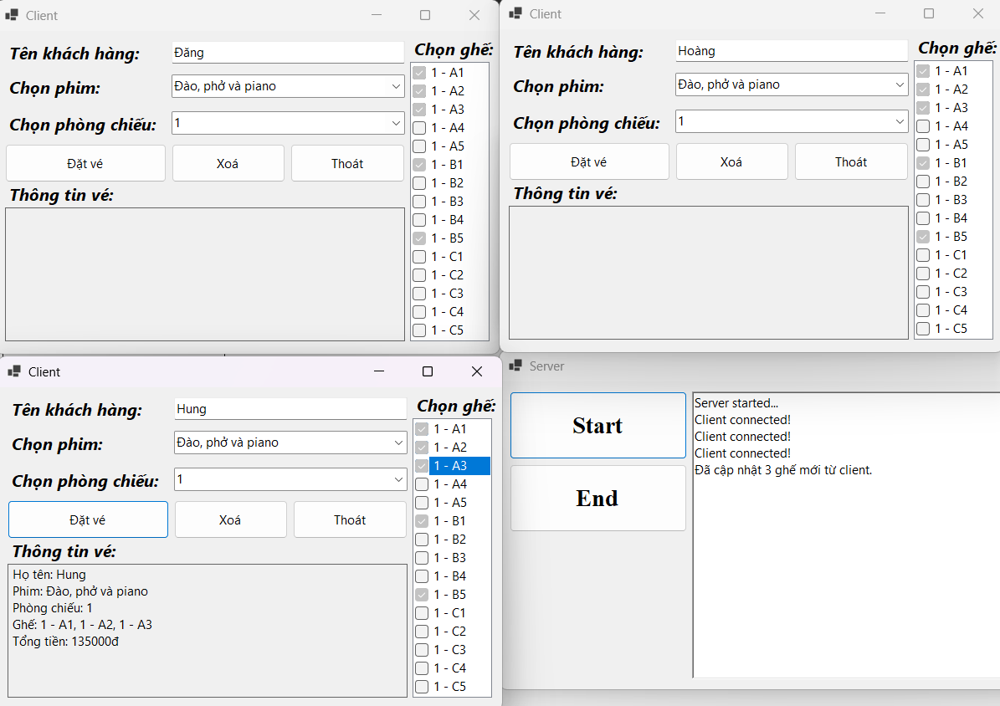 Client
Tên khách hàng:
Đăng
Chọn phim:
Đào, phở và piano
Chọn phòng chiếu:
1
Đặt vé
Xoá
Thoát
Thông tin vé:
Chọn ghế:
1 - A1
1 - A2
1 - A3
1 - A4
1 - A5
1 - B1
1 - B2
1 - B3
1 - B4
1 - B5
1 - C1
1 - C2
1 - C3
1 - C4
1 - C5
Client
Tên khách hàng:
Hoàng
Chọn phim:
Đào, phở và piano
Chọn phòng chiếu:
1
Đặt vé
Xoá
Thoát
Thông tin vé:
Chọn ghế:
1 - A1
1 - A2
1 - A3
1 - A4
1 - A5
1 - B1
1 - B2
1 - B3
1 - B4
1 - B5
1 - C1
1 - C2
1 - C3
1 - C4
1 - C5
Client
Tên khách hàng:
Hung
Chọn phim:
Đào, phở và piano
Chọn phòng chiếu:
1
Đặt vé
Xoá
Thoát
Thông tin vé:
Họ tên: Hung
Phim: Đào, phở và piano
Phòng chiếu: 1
Ghế: 1 - A1, 1 - A2, 1 - A3
Tổng tiền: 135000đ
Chọn ghế:
1 - A1
1 - A2
1 - A3
1 - A4
1 - A5
1 - B1
1 - B2
1 - B3
1 - B4
1 - B5
1 - C1
1 - C2
1 - C3
1 - C4
1 - C5
Server
Start
End
Server started...
Client connected!
Client connected!
Client connected!
Đã cập nhật 3 ghế mới từ client.